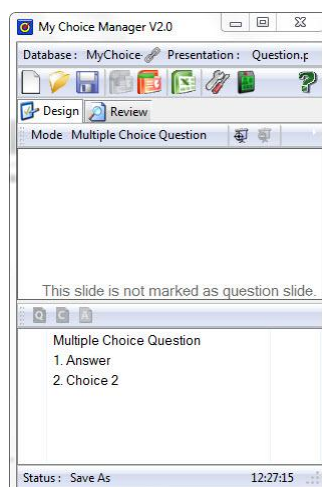 My Choice Manager V2.0
Database : MyChoice Presentation : Question.p
Design Review
Mode Multiple Choice Question
This slide is not marked as question slide.
Q C A
Multiple Choice Question
1. Answer
2. Choice 2
Status : Save As 12:27:15